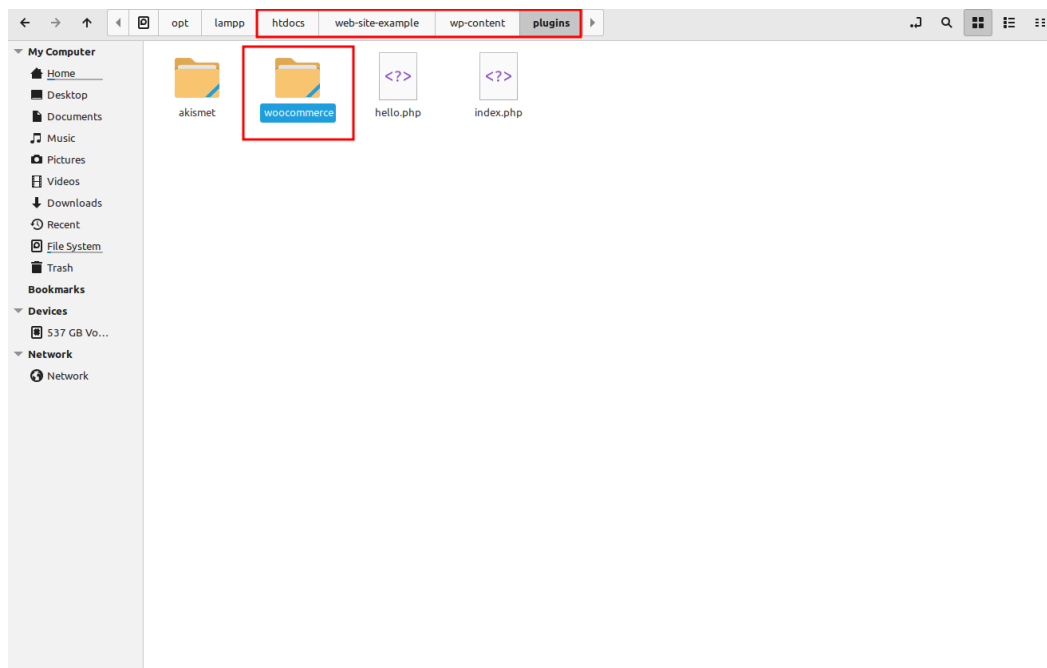 opt lampp htdocs web-site-example wp-content plugins
My Computer
Home
Desktop
Documents
Music
Pictures
Videos
Downloads
Recent
File System
Trash
Bookmarks
Devices
537 GB Vo...
Network
Network
akismet woocommerce hello.php index.php
<?> <?>